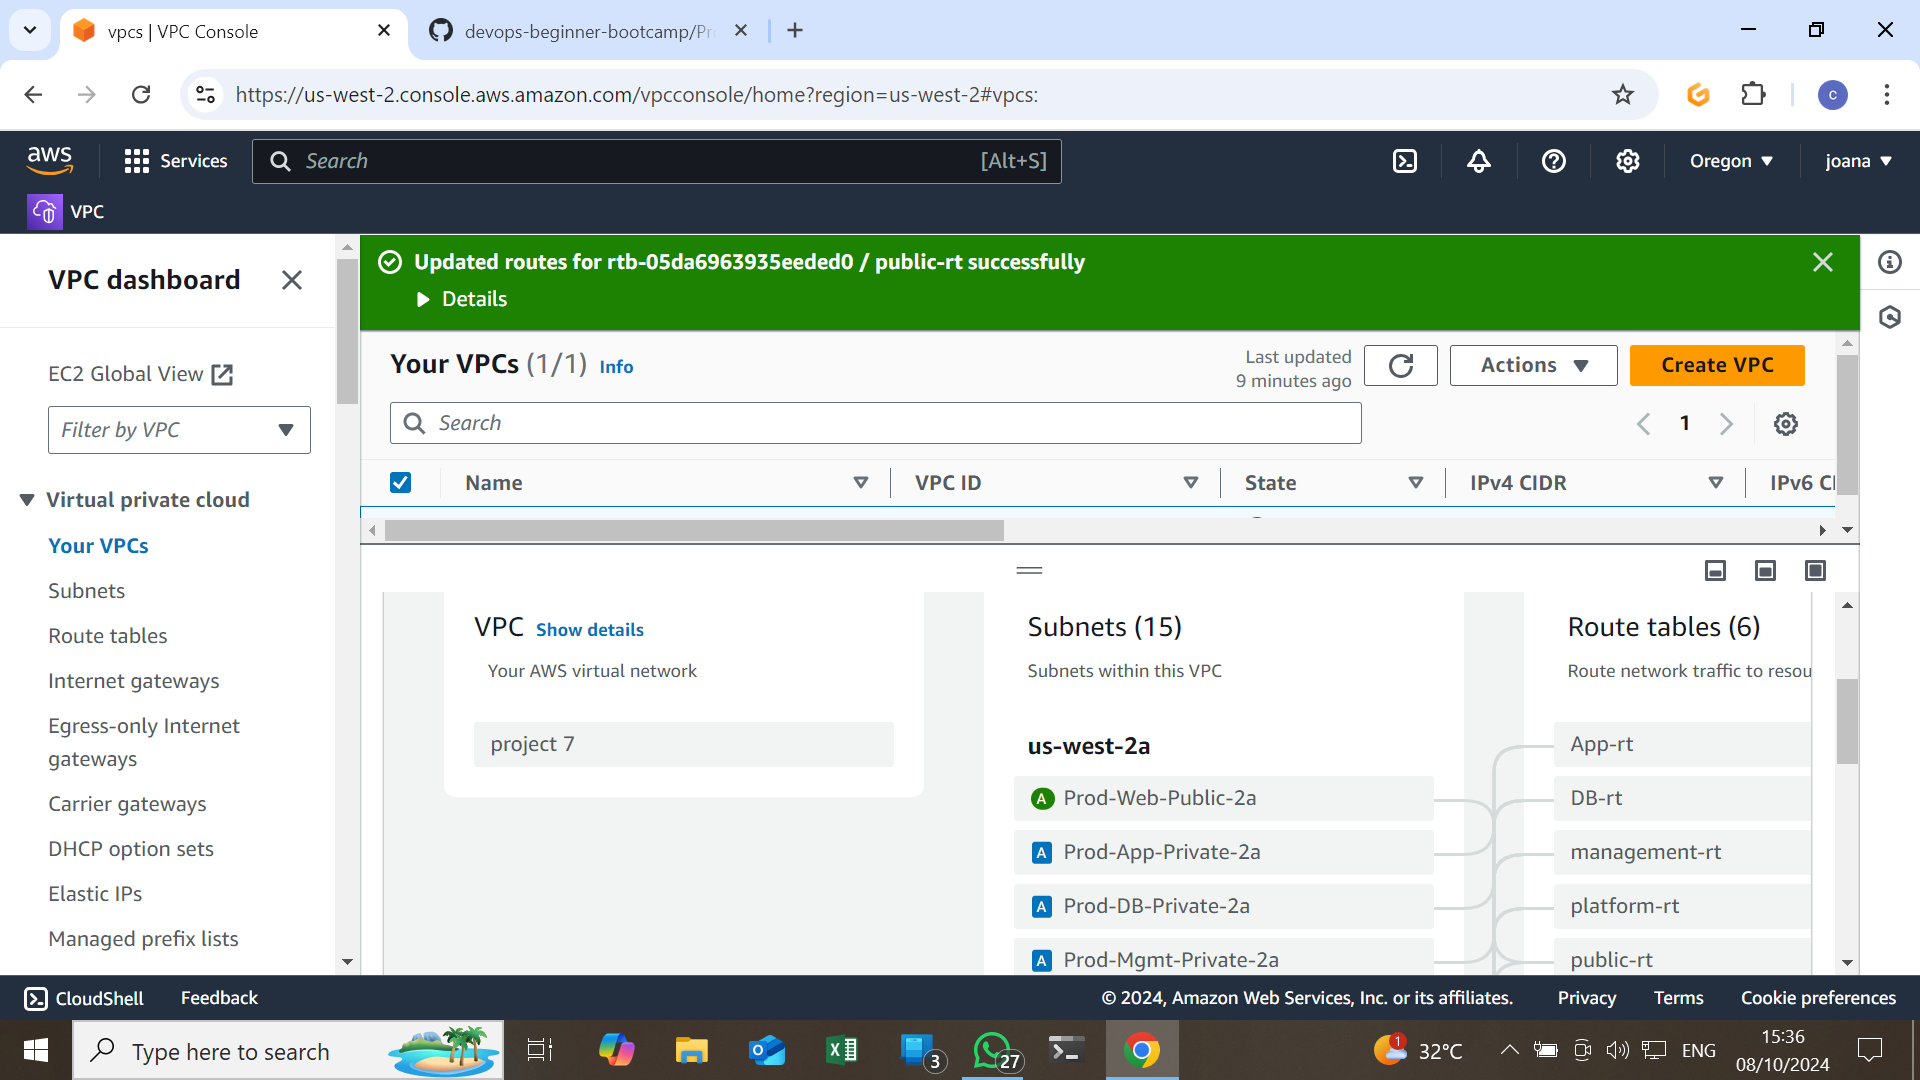 vpcs | VPC Console
devops-beginner-bootcamp/Pr
https://us-west-2.console.aws.amazon.com/vpcconsole/home?region=us-west-2#vpcs:
C
aws
Services
Search
[Alt+S]
Oregon
joana
VPC
VPC dashboard
EC2 Global View
Filter by VPC
Virtual private cloud
Your VPCs
Subnets
Route tables
Internet gateways
Egress-only Internet
gateways
Carrier gateways
DHCP option sets
Elastic IPs
Managed prefix lists
Updated routes for rtb-05da6963935eeded0 / public-rt successfully
Details
Your VPCs (1/1) Info
Last updated
9 minutes ago
Actions
Create VPC
Search
1
Name
VPC ID
State
IPv4 CIDR
IPv6 CI
VPC Show details
Your AWS virtual network
project 7
Subnets (15)
Subnets within this VPC
us-west-2a
A Prod-Web-Public-2a
A Prod-App-Private-2a
A Prod-DB-Private-2a
A Prod-Mgmt-Private-2a
Route tables (6)
Route network traffic to resou
App-rt
DB-rt
management-rt
platform-rt
public-rt
CloudShell
Feedback
© 2024, Amazon Web Services, Inc. or its affiliates.
Privacy
Terms
Cookie preferences
Type here to search
3
27
1
32°C
ENG
15:36
08/10/2024